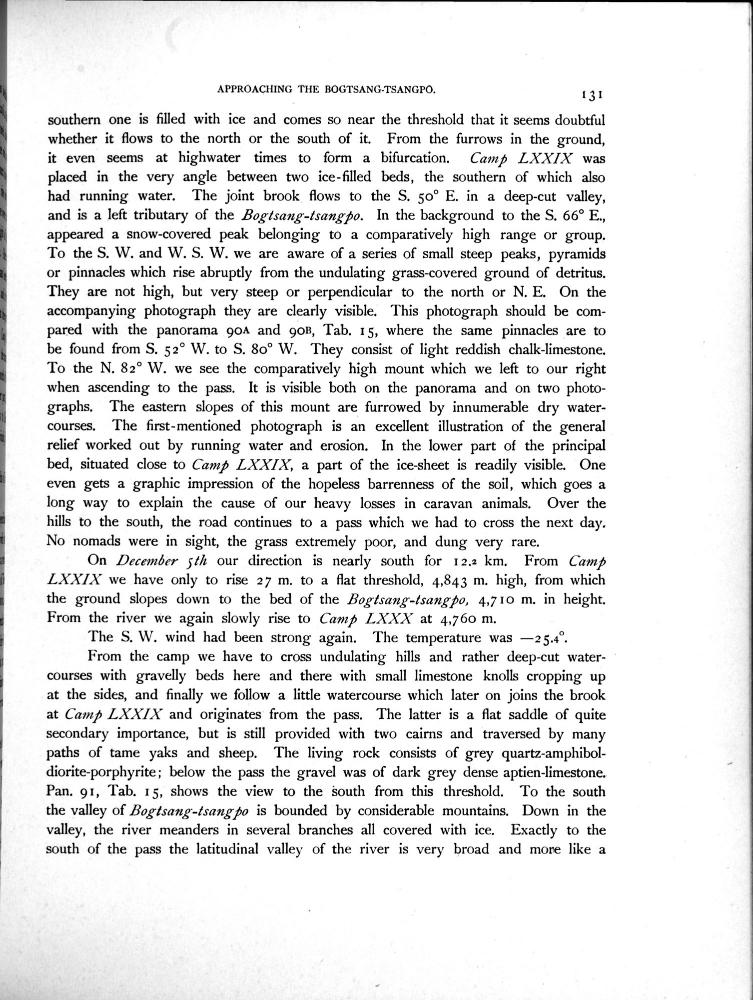 APPROACHING THE BOGTSANG-TSANGPO.
131
southern one is filled with ice and comes so near the threshold that it seems doubtful
whether it flows to the north or the south of it. From the furrows in the ground,
it even seems at highwater times to form a bifurcation. Camp LXXIX was
placed in the very angle between two ice-filled beds, the southern of which also
had running water. The joint brook flows to the S. 50° E. in a deep-cut valley,
and is a left tributary of the Bogtsang-tsangpo. In the background to the S. 66° E.,
appeared a snow-covered peak belonging to a comparatively high range or group.
To the S. W. and W. S. W. we are aware of a series of small steep peaks, pyramids
or pinnacles which rise abruptly from the undulating grass-covered ground of detritus.
They are not high, but very steep or perpendicular to the north or N. E. On the
accompanying photograph they are clearly visible. This photograph should be com-
pared with the panorama 90A and 90B, Tab. 15, where the same pinnacles are to
be found from S. 52° W. to S. 80° W. They consist of light reddish chalk-limestone.
To the N. 82° W. we see the comparatively high mount which we left to our right
when ascending to the pass. It is visible both on the panorama and on two photo-
graphs. The eastern slopes of this mount are furrowed by innumerable dry water-
courses. The first-mentioned photograph is an excellent illustration of the general
relief worked out by running water and erosion. In the lower part of the principal
bed, situated close to Camp LXXIX, a part of the ice-sheet is readily visible. One
even gets a graphic impression of the hopeless barrenness of the soil, which goes a
long way to explain the cause of our heavy losses in caravan animals. Over the
hills to the south, the road continues to a pass which we had to cross the next day.
No nomads were in sight, the grass extremely poor, and dung very rare.
On December 5th our direction is nearly south for 12.2 km. From Camp
LXXIX we have only to rise 27 m. to a flat threshold, 4,843 m. high, from which
the ground slopes down to the bed of the Bogtsang-tsangpo, 4,710 m. in height.
From the river we again slowly rise to Camp LXXX at 4,760 m.
The S. W. wind had been strong again. The temperature was —25.4°.
From the camp we have to cross undulating hills and rather deep-cut water-
courses with gravelly beds here and there with small limestone knolls cropping up
at the sides, and finally we follow a little watercourse which later on joins the brook
at Camp LXXIX and originates from the pass. The latter is a flat saddle of quite
secondary importance, but is still provided with two cairns and traversed by many
paths of tame yaks and sheep. The living rock consists of grey quartz-amphibol-
diorite-porphyrite; below the pass the gravel was of dark grey dense aptien-limestone.
Pan. 91, Tab. 15, shows the view to the south from this threshold. To the south
the valley of Bogtsang-tsangpo is bounded by considerable mountains. Down in the
valley, the river meanders in several branches all covered with ice. Exactly to the
south of the pass the latitudinal valley of the river is very broad and more like a